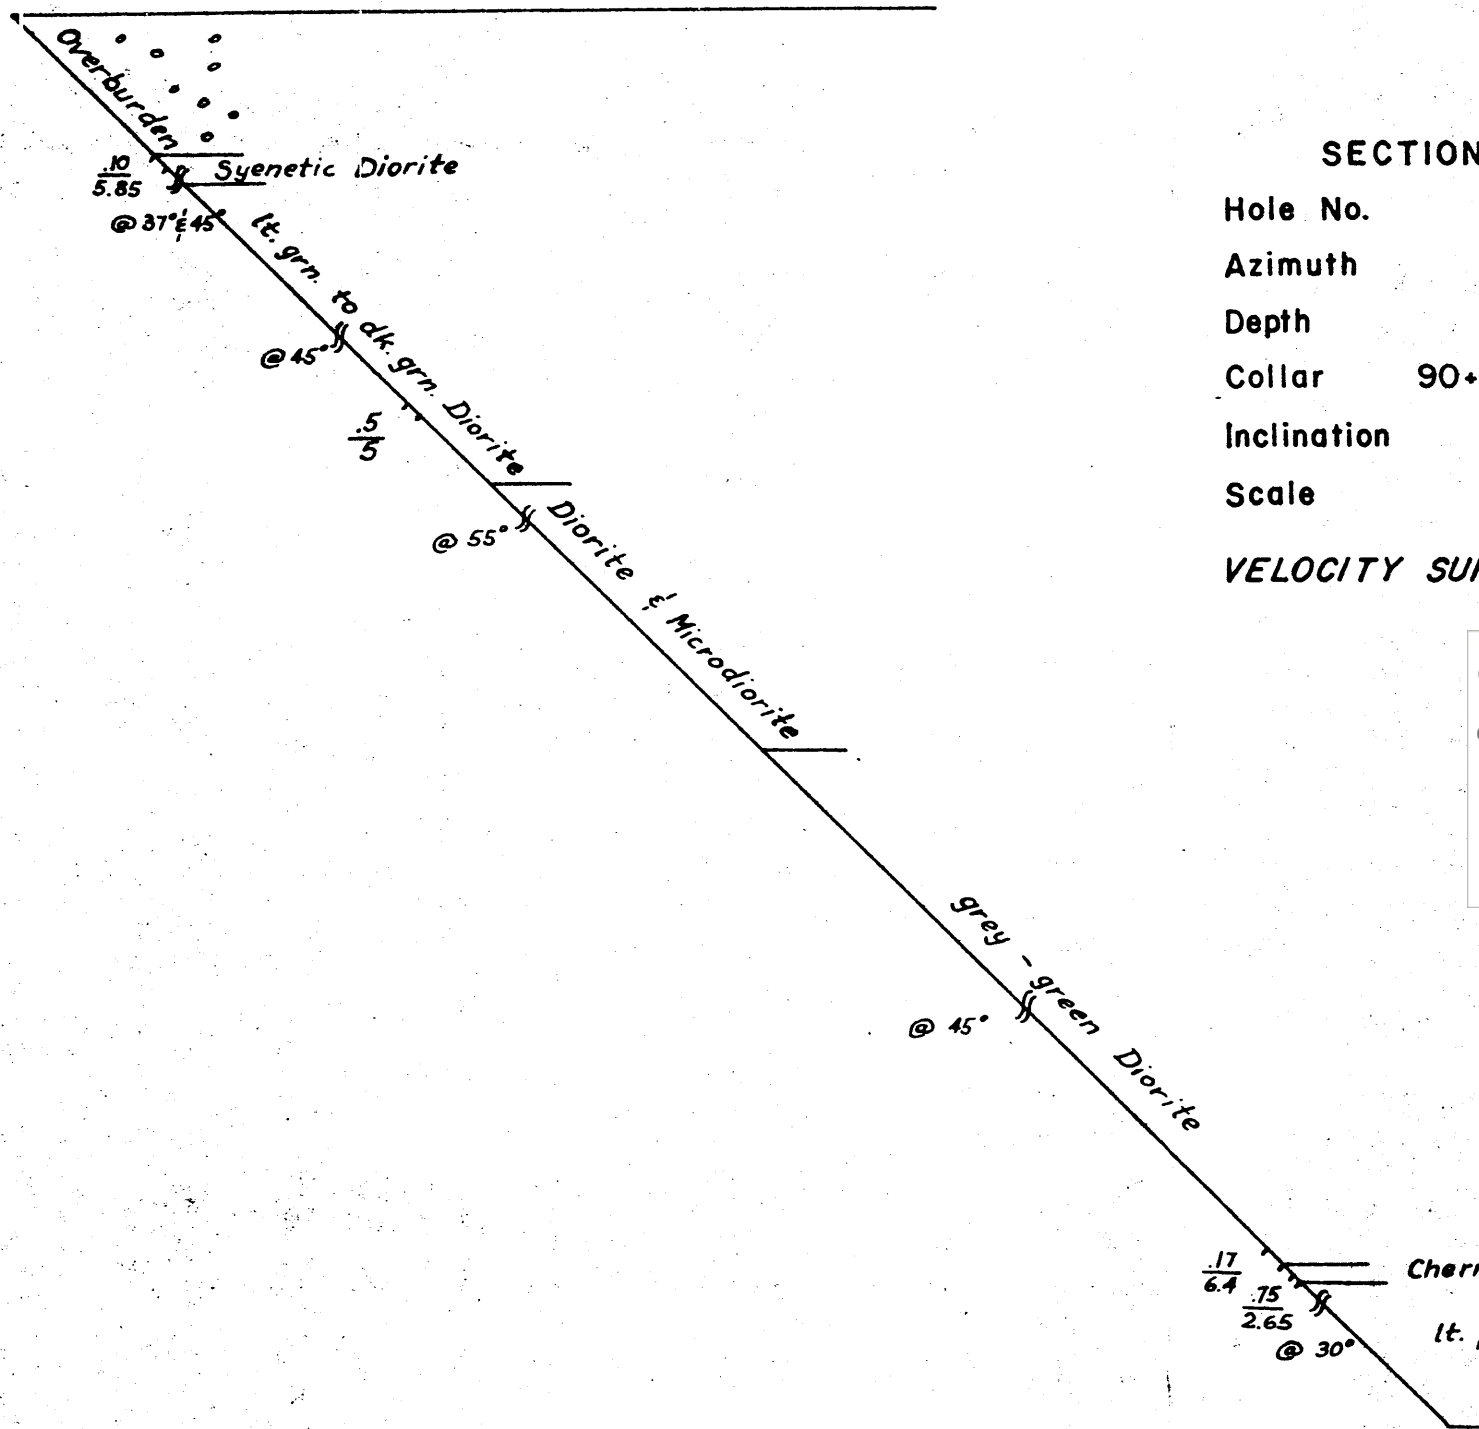 Overburden
Syenetic Diorite
.10
5.85
@ 37° & 45°
lt. grn. to dk. grn. Diorite
@ 45°
.5
5
Diorite & Microdiorite
@ 55°
grey - green Diorite
@ 45°
.17
6.4
.75
2.65
@ 30°
lt.
SECTION
Hole No.
Azimuth
Depth
Collar 90+
Inclination
Scale
VELOCITY